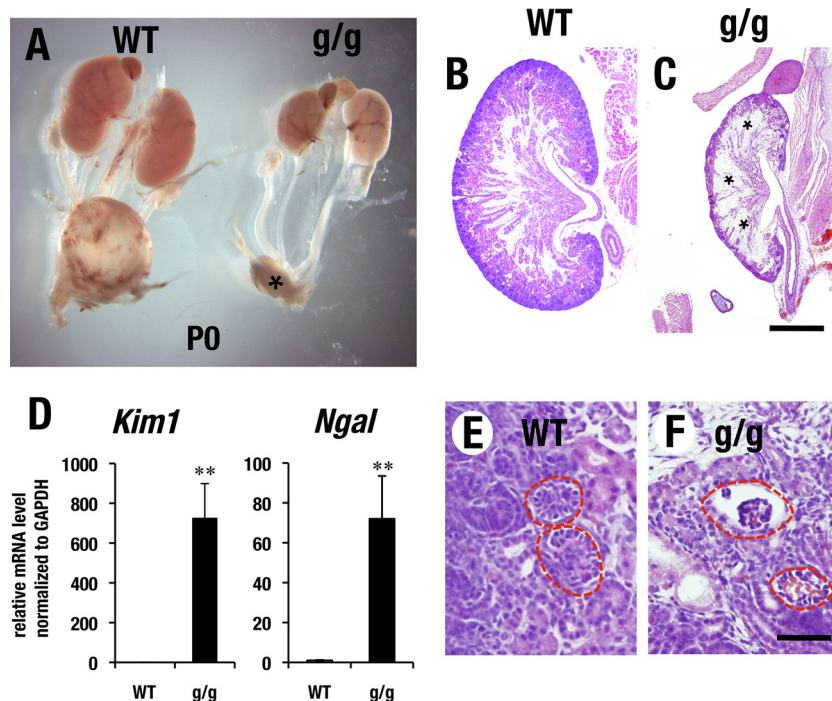 A
WT
g/g
*
P0
WT
g/g
B
C
*
*
*
D
Kim1
Ngal
relative mRNA level
normalized to GAPDH
1000
800
600
400
200
0
**
WT
g/g
100
80
60
40
20
0
**
WT
g/g
E
WT
F
g/g